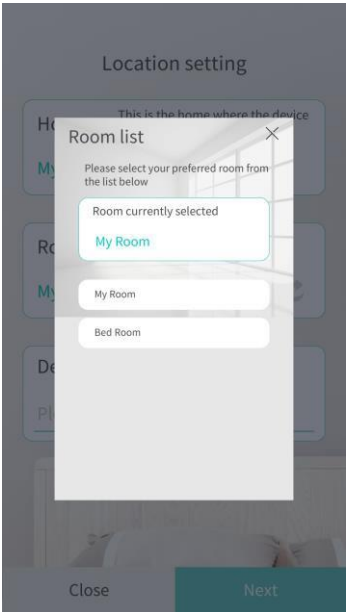 Location setting
This is the home where the device
Room list
Please select your preferred room from
the list below
Room currently selected
My Room
My Room
Bed Room
Close
Next